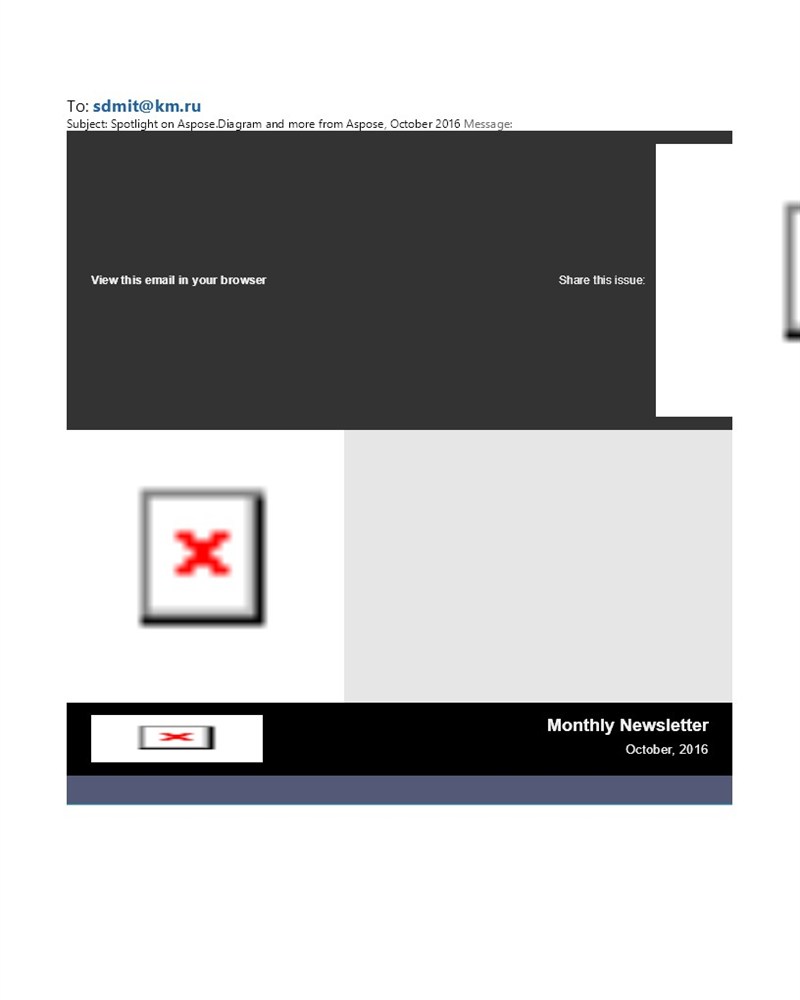 To: sdmit@km.ru
Subject: Spotlight on Aspose.Diagram and more from Aspose, October 2016 Message:
View this email in your browser
Share this issue:
Monthly Newsletter
October, 2016